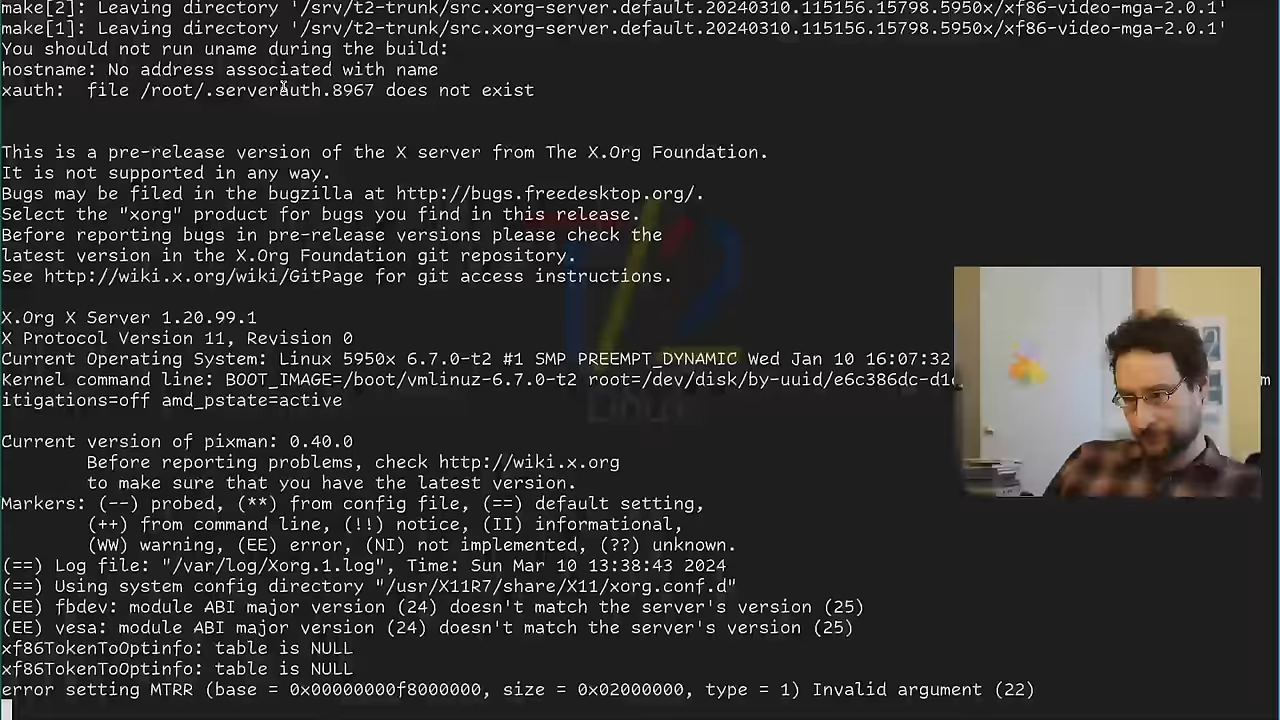 make[2]: Leaving directory '/srv/t2-trunk/src.xorg-server.default.20240310.115156.15798.5950x/xf86-video-mga-2.0.1'
make[1]: Leaving directory '/srv/t2-trunk/src.xorg-server.default.20240310.115156.15798.5950x/xf86-video-mga-2.0.1'
You should not run uname during the build:
hostname: No address associated with name
xauth:  file /root/.serverauth.8967 does not exist
This is a pre-release version of the X server from The X.Org Foundation.
It is not supported in any way.
Bugs may be filed in the bugzilla at http://bugs.freedesktop.org/.
Select the "xorg" product for bugs you find in this release.
Before reporting bugs in pre-release versions please check the
latest version in the X.Org Foundation git repository.
See http://wiki.x.org/wiki/GitPage for git access instructions.
X.Org X Server 1.20.99.1
X Protocol Version 11, Revision 0
Current Operating System: Linux 5950x 6.7.0-t2 #1 SMP PREEMPT_DYNAMIC Wed Jan 10 16:07:32
Kernel command line: BOOT_IMAGE=/boot/vmlinuz-6.7.0-t2 m
itigations=off amd_pstate=active
Current version of pixman: 0.40.0
Before reporting problems, check http://wiki.x.org
to make sure that you have the latest version.
Markers: (--) probed, (**) from config file, (==) default setting,
(++) from command line, (!!) notice, (II) informational,
(WW) warning, (EE) error, (NI) not implemented, (??) unknown.
(==) Log file: "/var/log/Xorg.1.log", Time: Sun Mar 10 13:38:43 2024
(==) Using system config directory "/usr/X11R7/share/X11/xorg.conf.d"
(EE) fbdev: module ABI major version (24) doesn't match the server's version (25)
(EE) vesa: module ABI major version (24) doesn't match the server's version (25)
xf86TokenToOptinfo: table is NULL
xf86TokenToOptinfo: table is NULL
error setting MTRR (base = 0x00000000f8000000, size = 0x02000000, type = 1) Invalid argument (22)